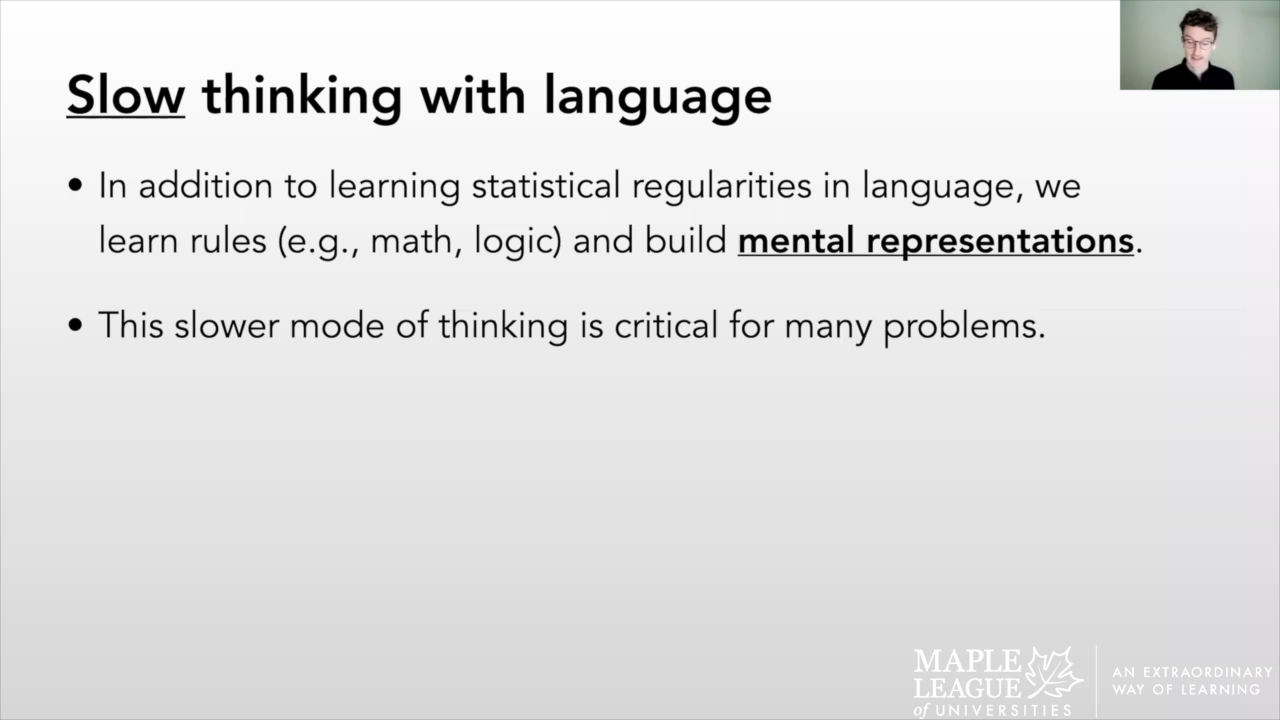 Slow thinking with language
• In addition to learning statistical regularities in language, we
learn rules (e.g., math, logic) and build mental representations.
• This slower mode of thinking is critical for many problems.
MAPLE
LEAGUE
of UNIVERSITIES
AN EXTRAORDINARY
WAY OF LEARNING